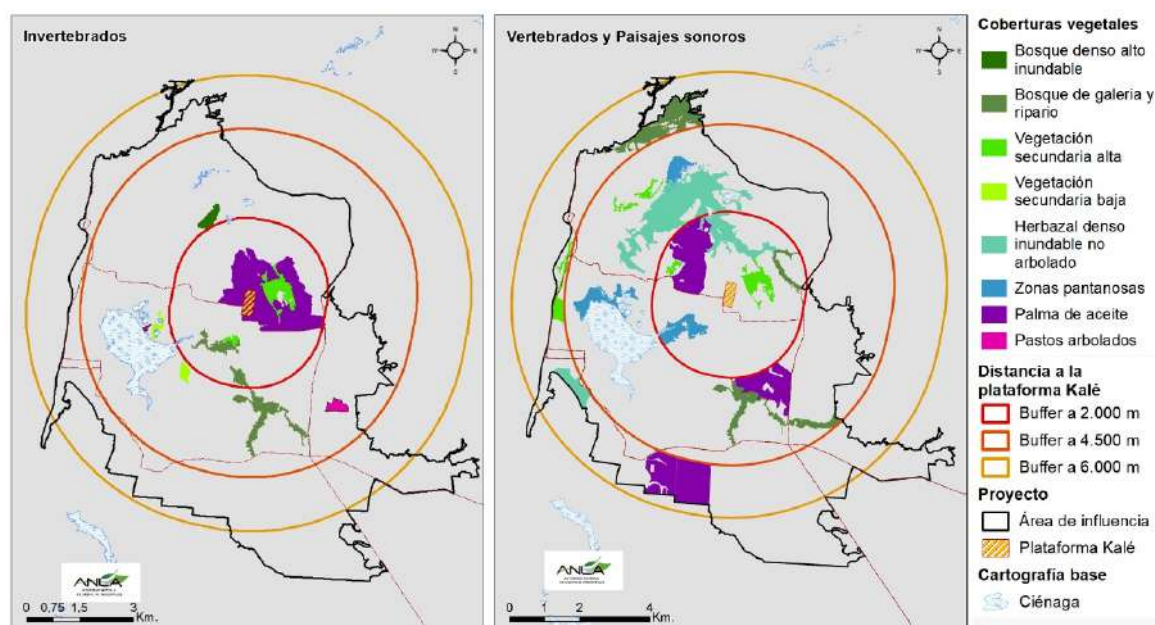 Invertebrados
N
W E
S
ANLA
0 0,75 1,5 3
Km.
Vertebrados y Paisajes sonoros
N
W E
S
ANLA
0 1 2 4
Km.
Coberturas vegetales
Bosque denso alto
inundable
Bosque de galeria y
ripario
Vegetación
secundaria alta
Vegetación
secundaria baja
Herbazal denso
inundable no
arbolado
Zonas pantanosas
Palma de aceite
Pastos arbolados
Distancia a la
plataforma Kalé
Buffer a 2.000 m
Buffer a 4.500 m
Buffer a 6.000 m
Proyecto
Área de influencia
Plataforma Kalé
Cartografía base
Ciénaga